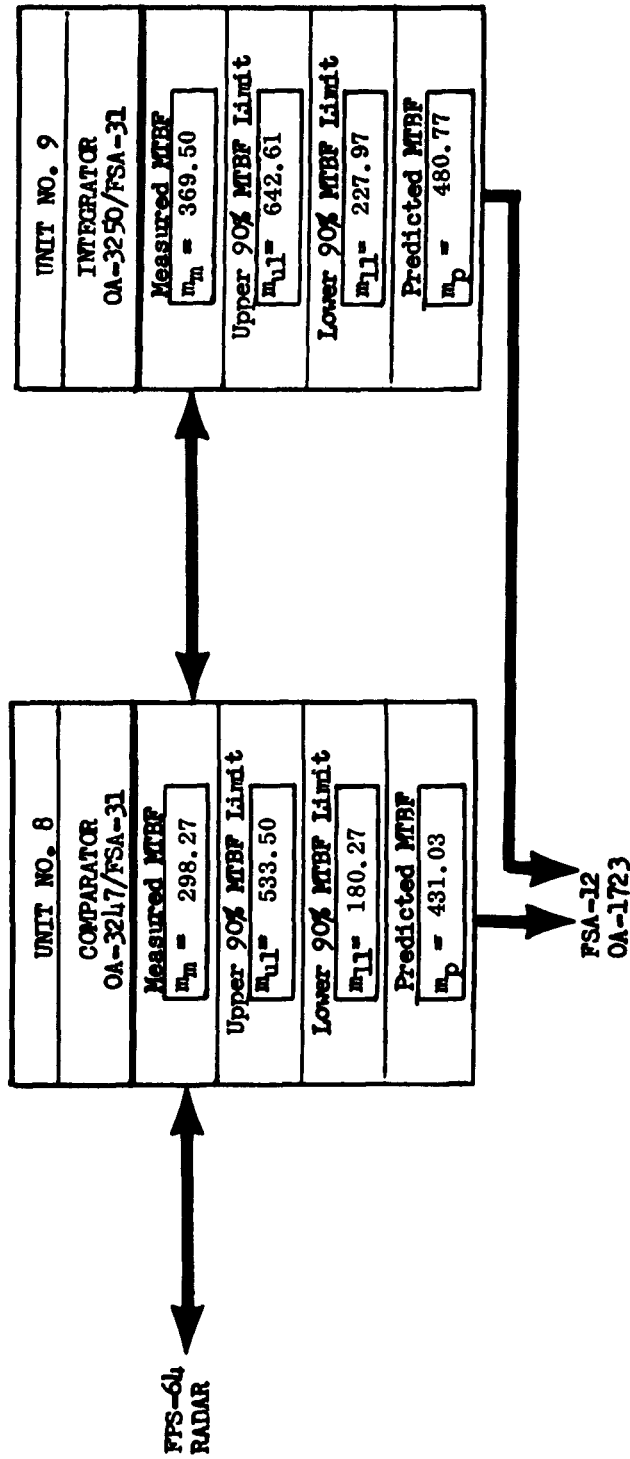 FPS-64
RADAR
UNIT NO. 8
COMPARATOR
OA-3247/FSA-31
Measured MTBF
mm = 298.27
Upper 90% MTBF Limit
mul= 533.50
Lower 90% MTBF Limit
mll= 180.27
Predicted MTBF
mp = 431.03
UNIT NO. 9
INTEGRATOR
OA-3250/FSA-31
Measured MTBF
mm = 369.50
Upper 90% MTBF Limit
mul= 642.61
Lower 90% MTBF Limit
mll= 227.97
Predicted MTBF
mp = 480.77
FSA-12
OA-1723